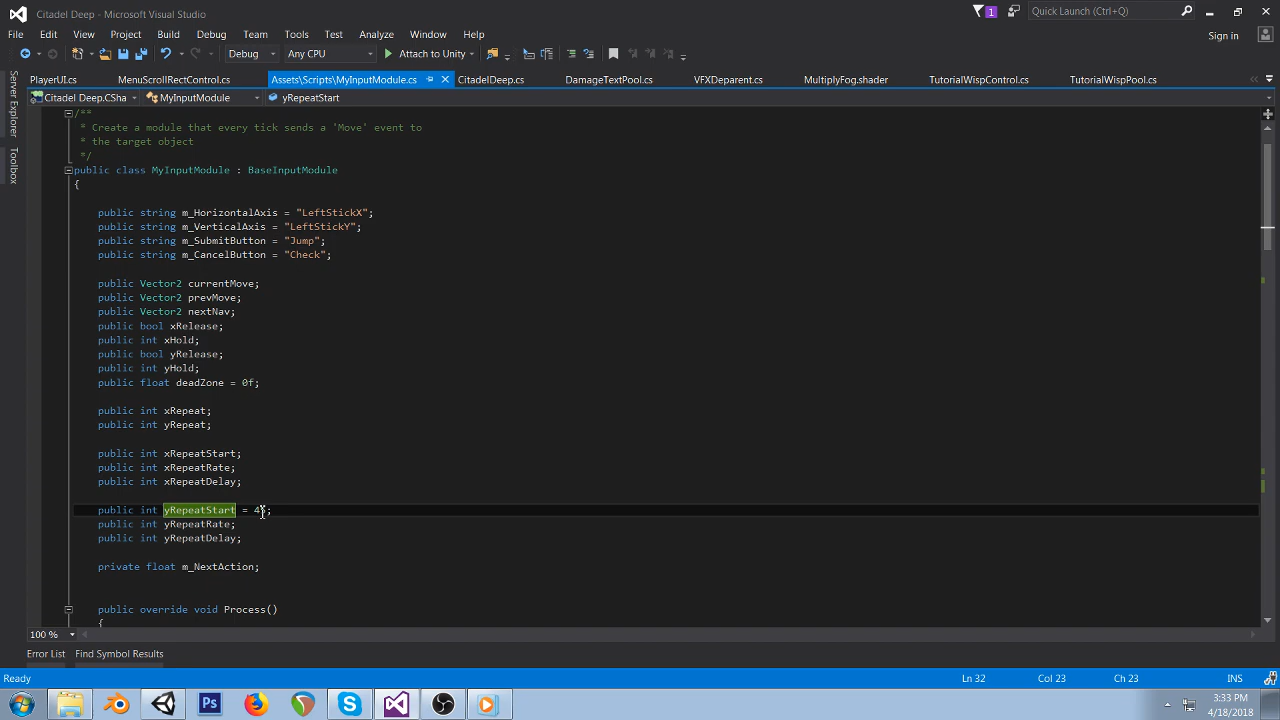 Citadel Deep - Microsoft Visual Studio
1
Quick Launch (Ctrl+Q)
File Edit View Project Build Debug Team Tools Test Analyze Window Help
Sign in
Debug Any CPU Attach to Unity
PlayerUI.cs MenuScrollRectControl.cs Assets\Scripts\MyInputModule.cs CitadelDeep.cs DamageTextPool.cs VFXDeparent.cs MultiplyFog.shader TutorialWispControl.cs TutorialWispPool.cs
Citadel Deep.CSha MyInputModule yRepeatStart
Server Explorer
Toolbox
/**
* Create a module that every tick sends a 'Move' event to
* the target object
*/
public class MyInputModule : BaseInputModule
{
public string m_HorizontalAxis = "LeftStickX";
public string m_VerticalAxis = "LeftStickY";
public string m_SubmitButton = "Jump";
public string m_CancelButton = "Check";
public Vector2 currentMove;
public Vector2 prevMove;
public Vector2 nextNav;
public bool xRelease;
public int xHold;
public bool yRelease;
public int yHold;
public float deadZone = 0f;
public int xRepeat;
public int yRepeat;
public int xRepeatStart;
public int xRepeatRate;
public int xRepeatDelay;
public int yRepeatStart =
public int yRepeatRate;
public int yRepeatDelay;
private float m_NextAction;
public override void Process()
{
100 %
Error List Find Symbol Results
Ready Ln 32 Col 23 Ch 23 INS
Ps S
3:33 PM
4/18/2018